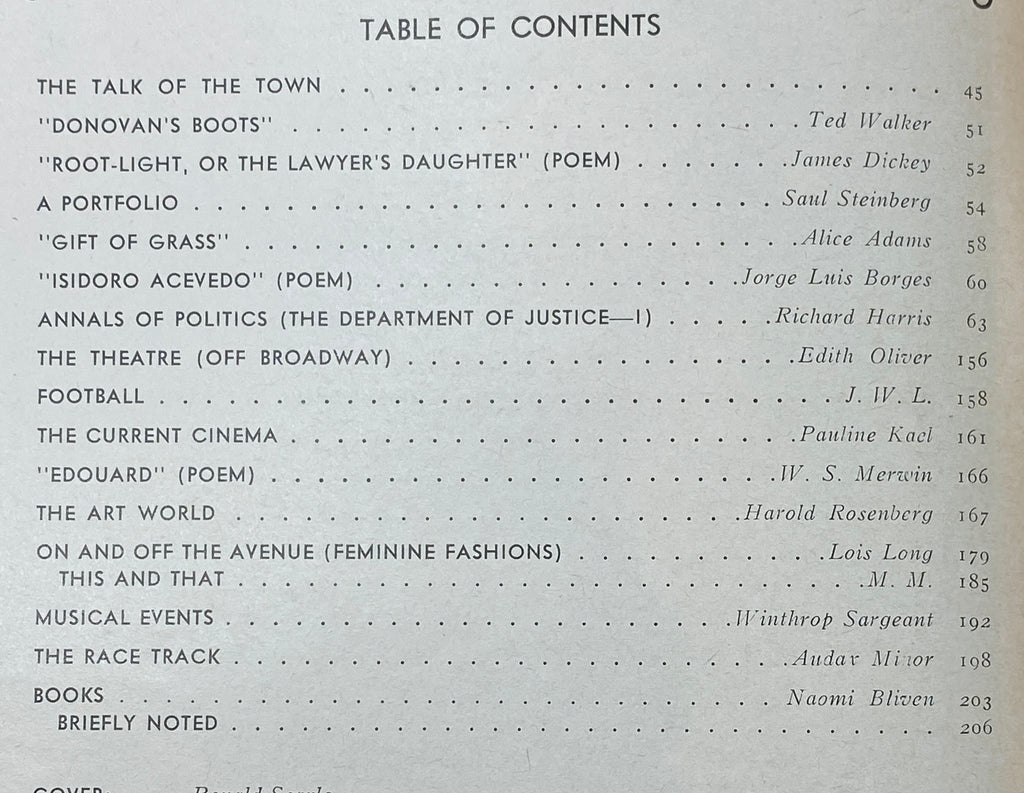 TABLE OF CONTENTS
THE TALK OF THE TOWN . . . . . . . . . . . . . . . . . . . . . 45
"DONOVAN'S BOOTS" . . . . . . . . . . . . . . . . . . Ted Walker 51
"ROOT-LIGHT, OR THE LAWYER'S DAUGHTER" (POEM) . . . . . . . James Dickey 52
A PORTFOLIO . . . . . . . . . . . . . . . . . . . . Saul Steinberg 54
"GIFT OF GRASS" . . . . . . . . . . . . . . . . . . . Alice Adams 58
"ISIDORO ACEVEDO" (POEM) . . . . . . . . . . . . . Jorge Luis Borges 60
ANNALS OF POLITICS (THE DEPARTMENT OF JUSTICE—I) . . . . . Richard Harris 63
THE THEATRE (OFF BROADWAY) . . . . . . . . . . . . . . Edith Oliver 156
FOOTBALL . . . . . . . . . . . . . . . . . . . . . . . J. W. L. 158
THE CURRENT CINEMA . . . . . . . . . . . . . . . . . Pauline Kael 161
"EDOUARD" (POEM) . . . . . . . . . . . . . . . . . W. S. Merwin 166
THE ART WORLD . . . . . . . . . . . . . . . . . Harold Rosenberg 167
ON AND OFF THE AVENUE (FEMININE FASHIONS) . . . . . . . . Lois Long 179
THIS AND THAT . . . . . . . . . . . . . . . . . . . . . M. M. 185
MUSICAL EVENTS . . . . . . . . . . . . . . . . . Winthrop Sargeant 192
THE RACE TRACK . . . . . . . . . . . . . . . . . . . Audax Minor 198
BOOKS . . . . . . . . . . . . . . . . . . . . . . Naomi Bliven 203
BRIEFLY NOTED . . . . . . . . . . . . . . . . . . . . . . . 206
COVER: